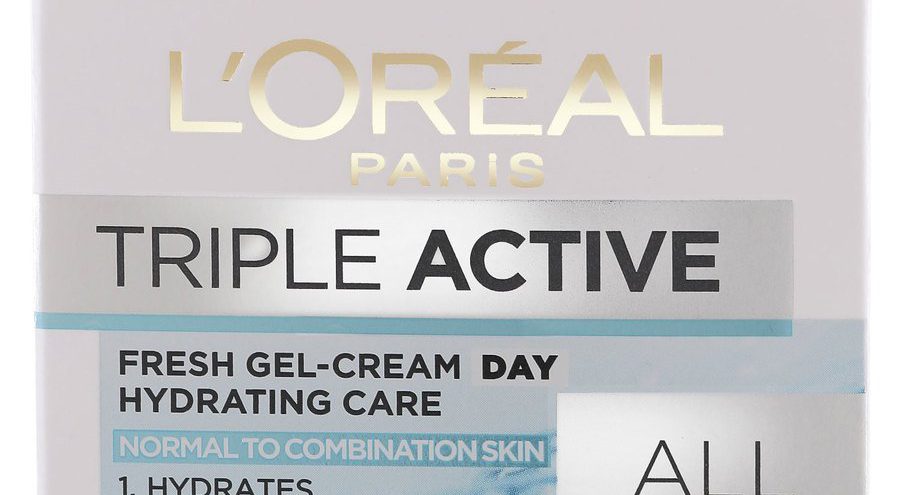 L'ORÉAL
PARIS
TRIPLE ACTIVE
FRESH GEL-CREAM DAY
HYDRATING CARE
NORMAL TO COMBINATION SKIN
1. HYDRATES
ALL